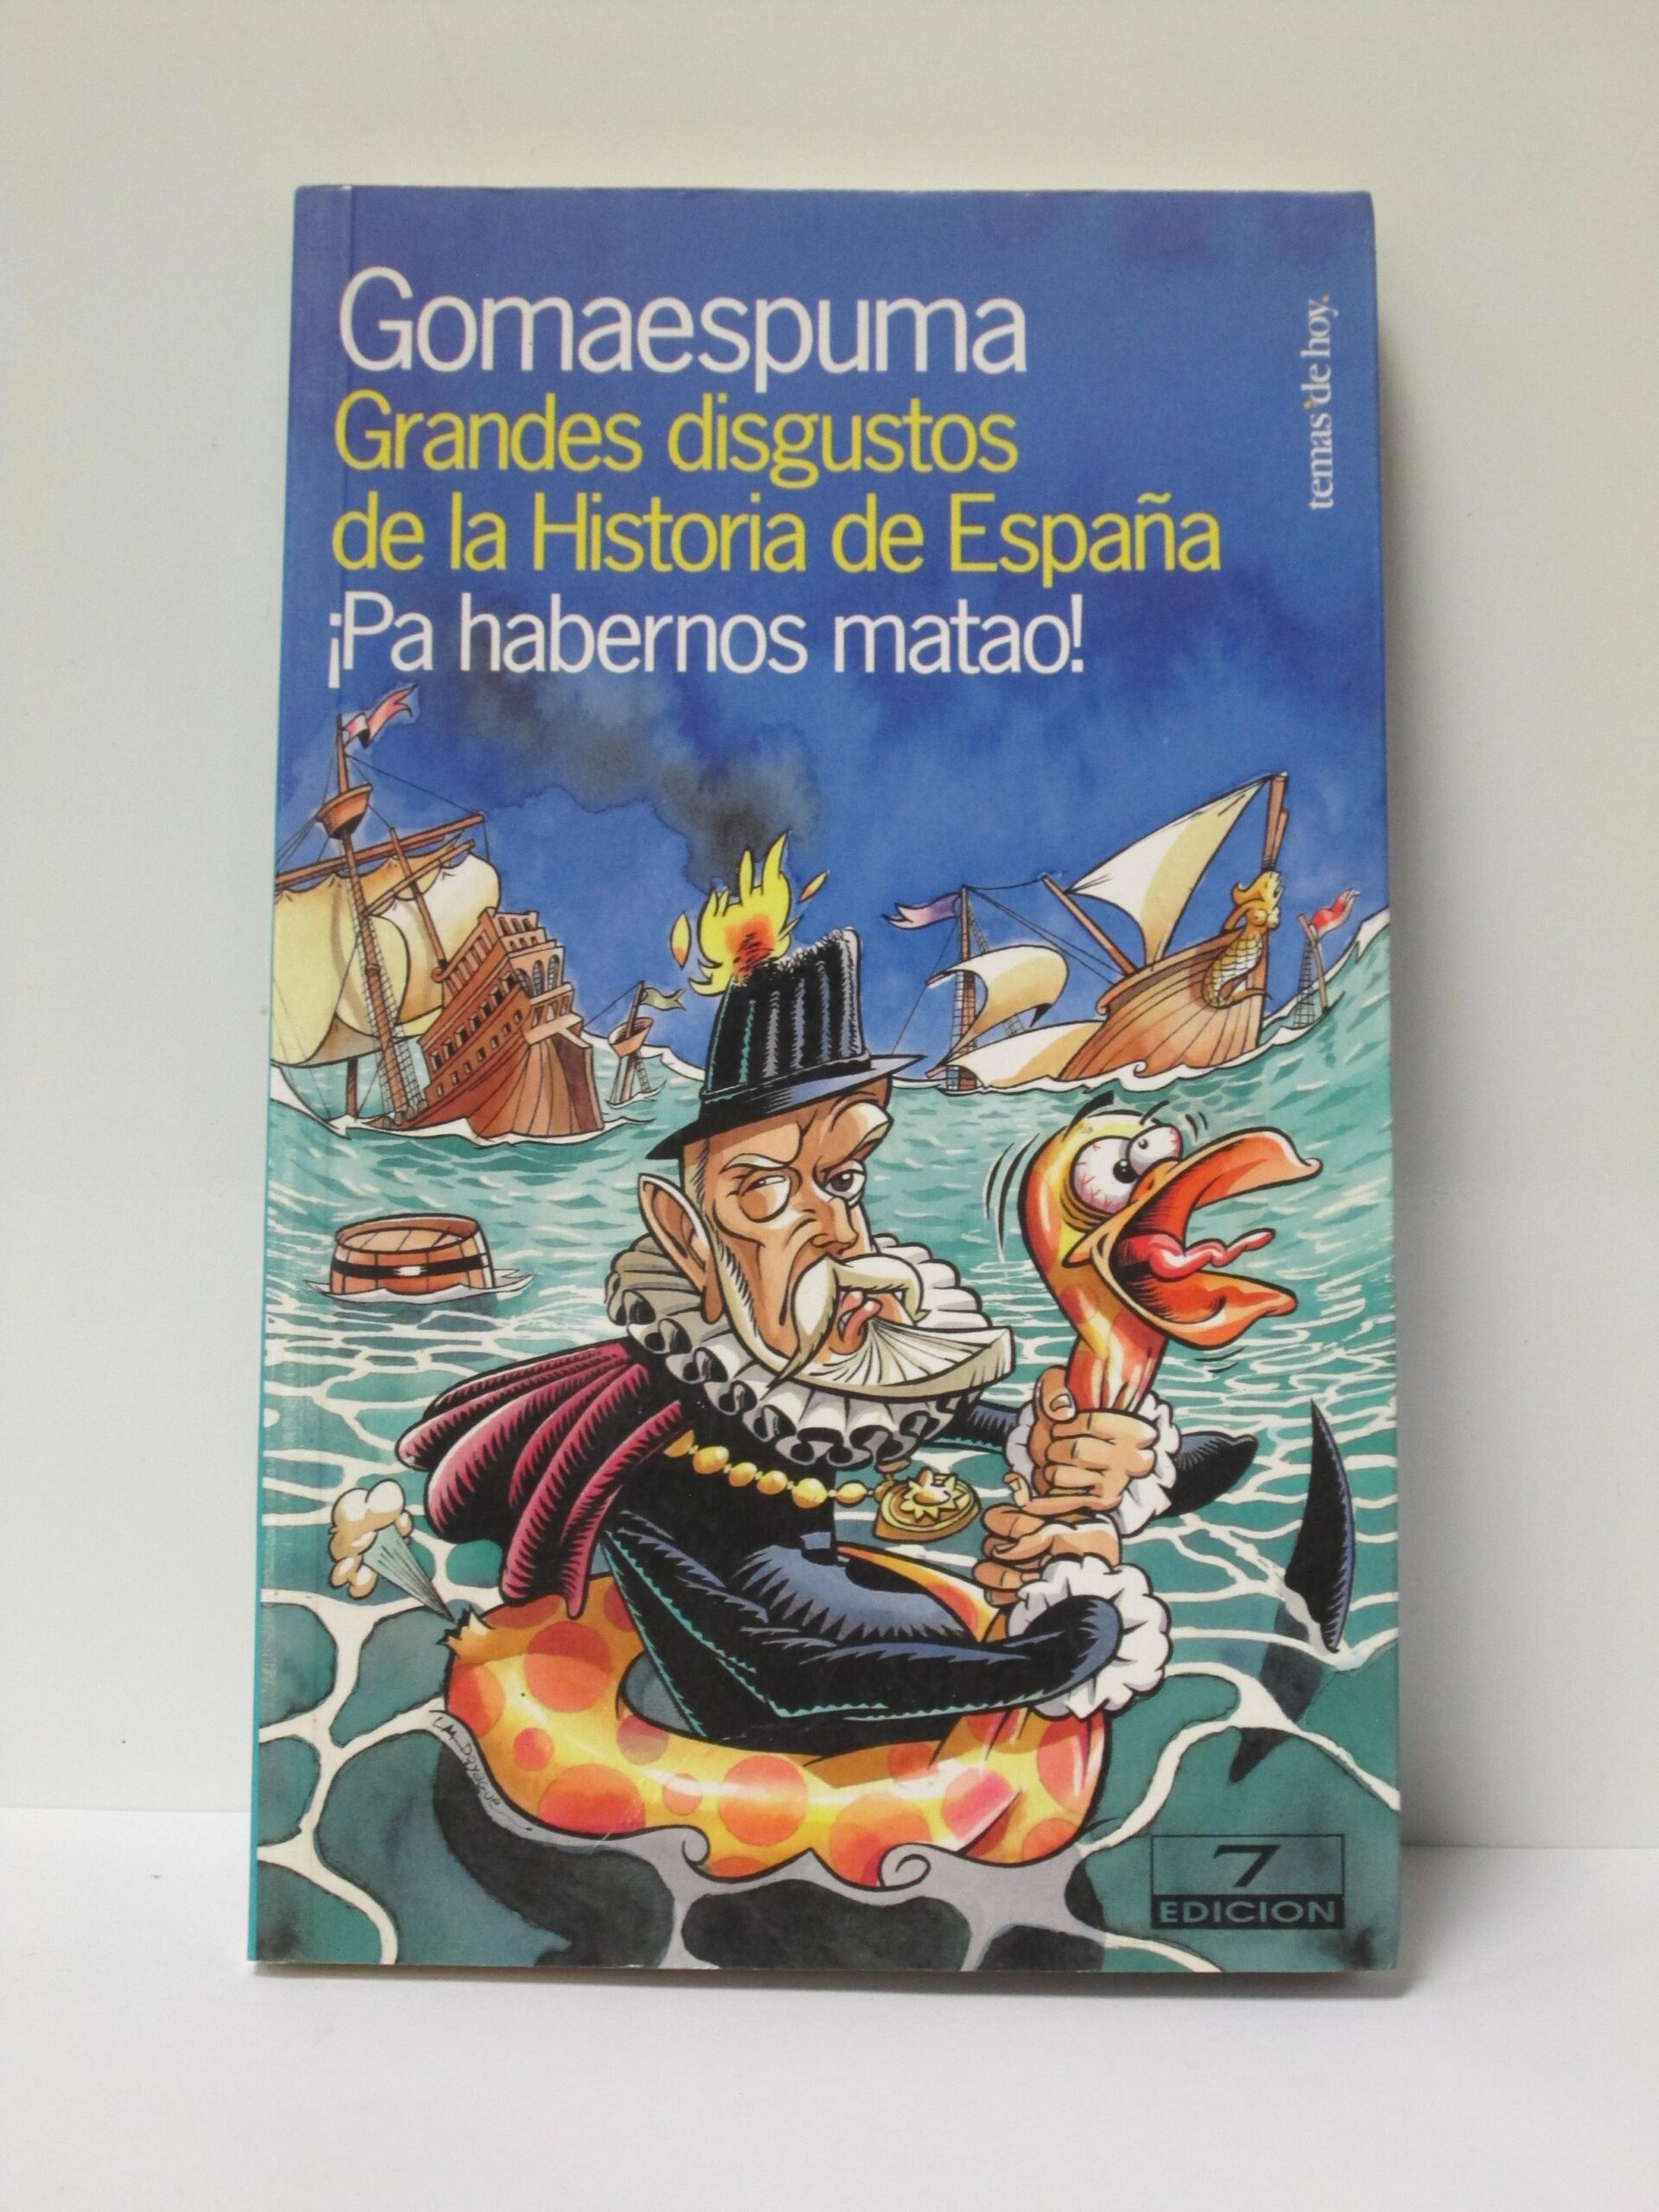 Gomaespuma
Grandes disgustos
de la Historia de España
¡Pa habernos matao!
temas de hoy.
7
EDICION